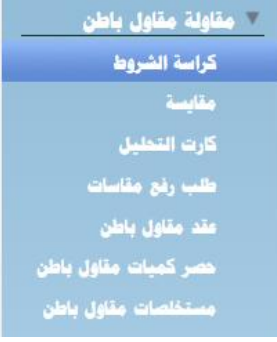 مقاولة مقاول باطن
كراسة الشروط
مقايسة
كارت التحليل
طلب رفع مقاسات
عقد مقاول باطن
حصر كميات مقاول باطن
مستخلصات مقاول باطن